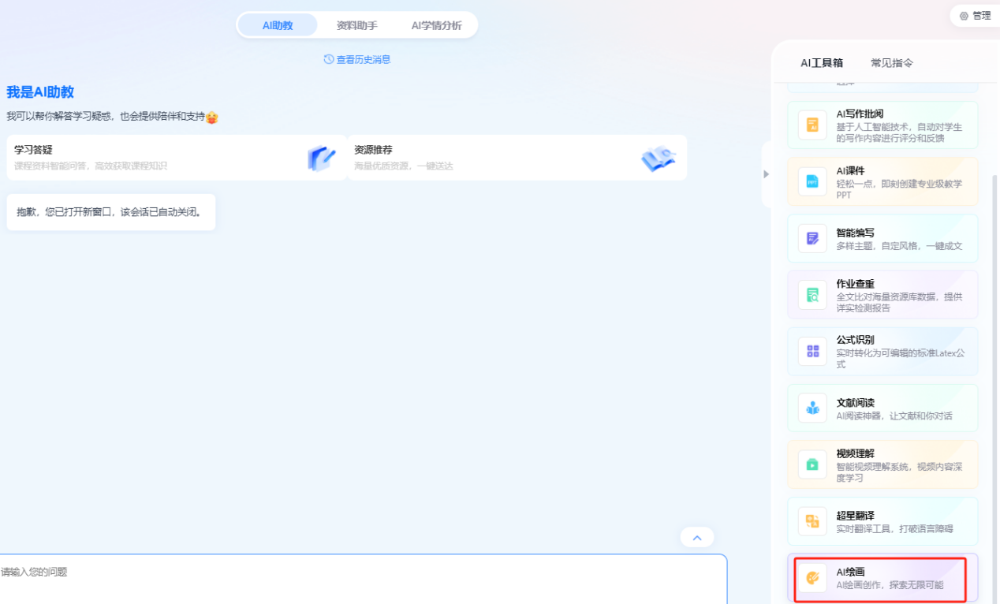 AI助教
资料助手
AI学情分析
管理
查看历史消息
我是AI助教
我可以帮你解答学习疑惑，也会提供陪伴和支持
学习答疑
课程资料智能问答，高效获取课程知识
资源推荐
海量优质资源，一键送达
抱歉，您已打开新窗口，该会话已自动关闭。
请输入您的问题
AI工具箱
常见指令
AI写作批阅
基于人工智能技术，自动对学生
的写作内容进行评分和反馈
AI课件
轻松一点，即刻创建专业级教学
PPT
智能编写
多样主题，自定风格，一键成文
作业查重
全文比对海量资源库数据，提供
详实检测报告
公式识别
实时转化为可编辑的标准Latex公
式
文献阅读
AI阅读神器，让文献和你对话
视频理解
智能视频理解系统，视频内容深
度学习
超星翻译
实时翻译工具，打破语言障碍
AI绘画
AI绘画创作，探索无限可能